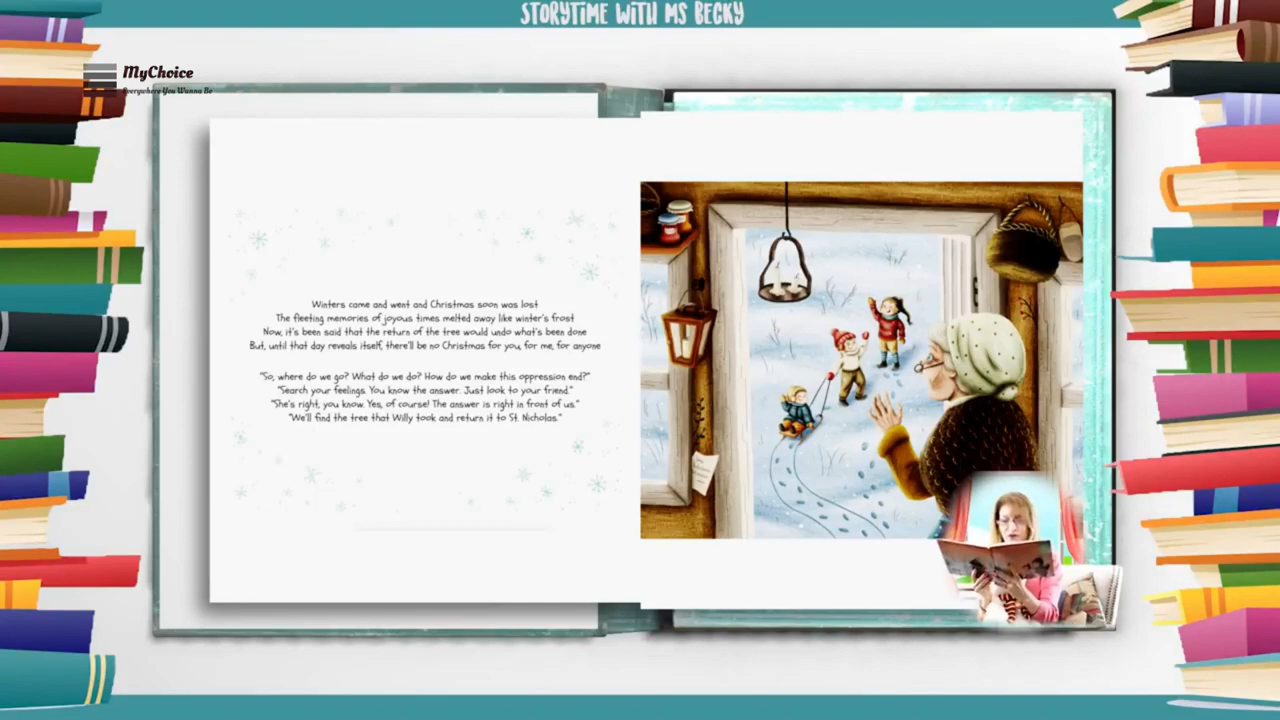 STORYTIME WITH MS BECKY
MyChoice
Everywhere You Wanna Be
Winters came and went and Christmas soon was lost
The fleeting memories of joyous times melted away like winter's frost
Now, it's been said that the return of the tree would undo what's been done
But, until that day reveals itself, there'll be no Christmas for you, for me, for anyone
"So, where do we go? What do we do? How do we make this oppression end?"
"Search your feelings. You know the answer. Just look to your friend."
"She's right, you know. Yes, of course! The answer is right in front of us."
"We'll find the tree that Willy took and return it to St. Nicholas."